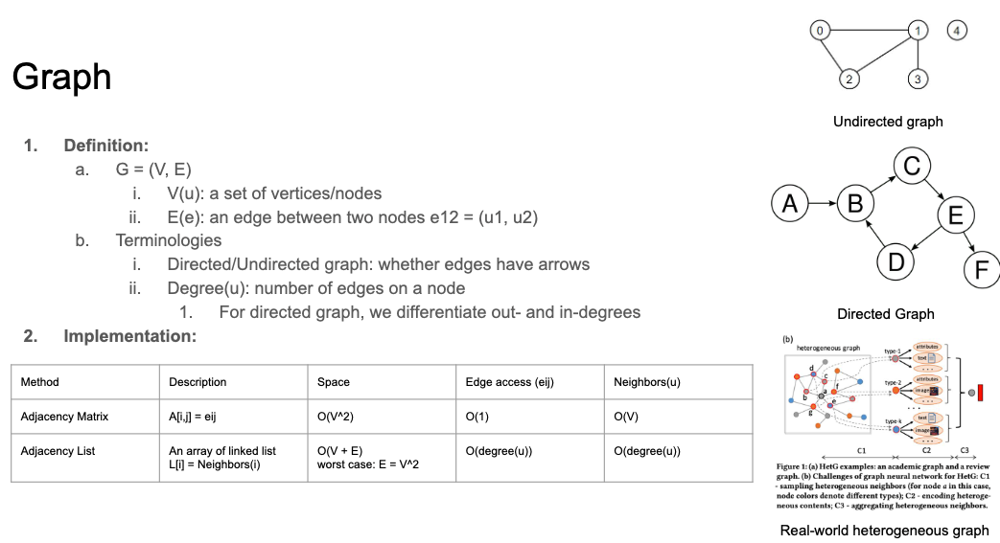 Graph
1. Definition:
a. G = (V, E)
i. V(u): a set of vertices/nodes
ii. E(e): an edge between two nodes e12 = (u1, u2)
b. Terminologies
i. Directed/Undirected graph: whether edges have arrows
ii. Degree(u): number of edges on a node
1. For directed graph, we differentiate out- and in-degrees
2. Implementation:
Method Description Space Edge access (eij) Neighbors(u)
Adjacency Matrix A[i,j] = eij O(V^2) O(1) O(V)
Adjacency List An array of linked list O(V + E) O(degree(u)) O(degree(u))
L[i] = Neighbors(i) worst case: E = V^2
0 1 4
2 3
Undirected graph
C
A B E
D F
Directed Graph
(b)
heterogeneous graph
type-1
attributes
text
...
type-2
attributes
image
...
...
type-k
text
image
...
d
c
f
a
b
e
g
C1 C2 C3
Figure 1: (a) HetG examples: an academic graph and a review
graph. (b) Challenges of graph neural network for HetG: C1
- sampling heterogeneous neighbors (for node a in this case,
node colors denote different types); C2 - encoding heteroge-
neous contents; C3 - aggregating heterogeneous neighbors.
Real-world heterogeneous graph